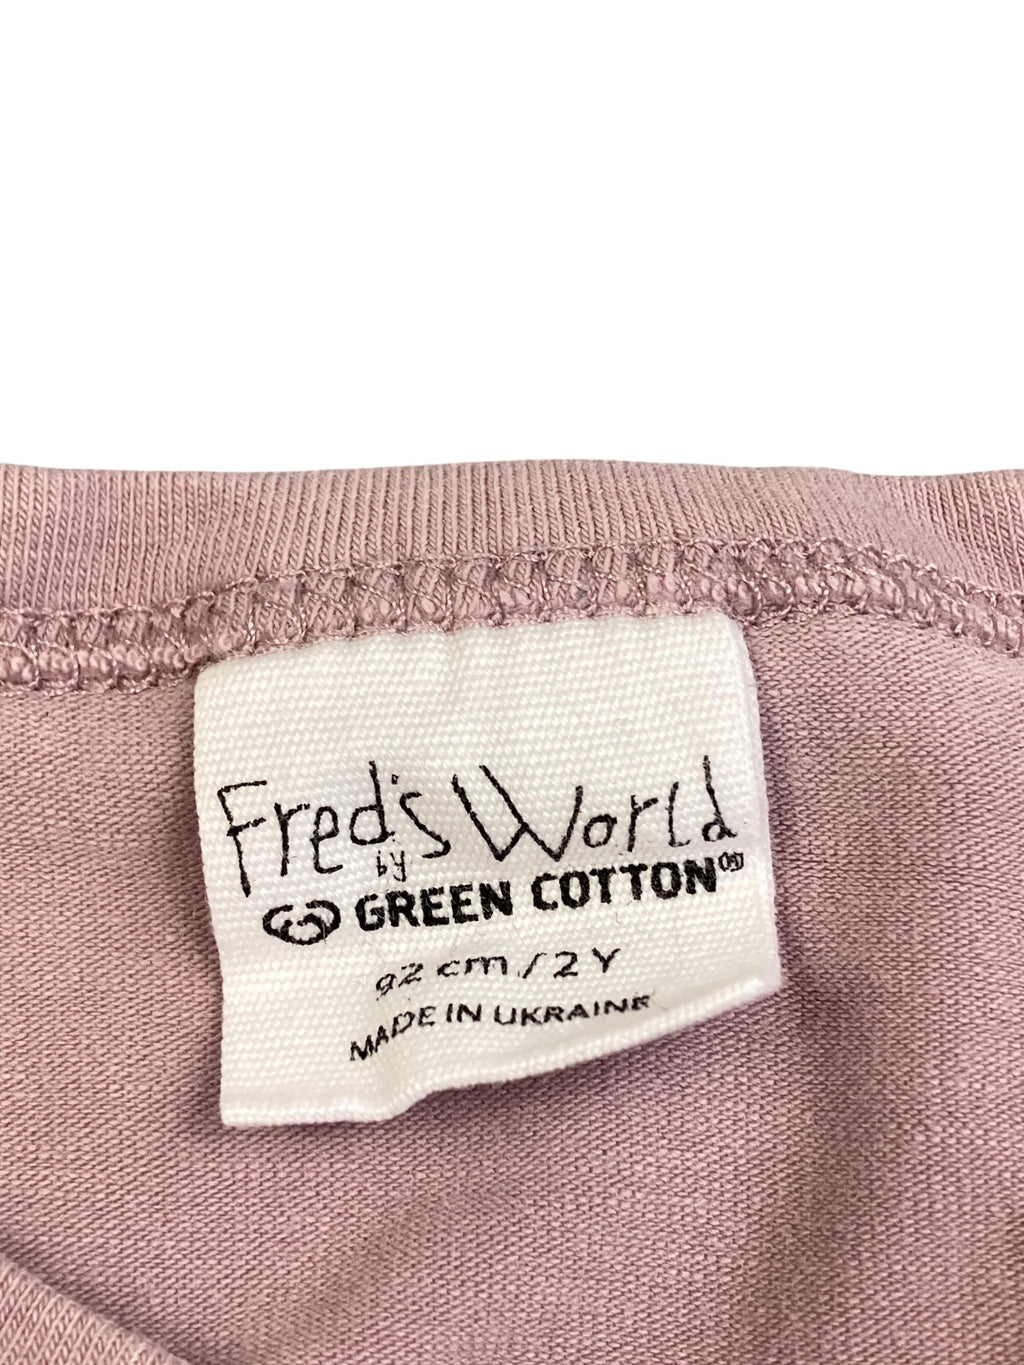 Fred's World
by
GREEN COTTON®
92 cm / 2 Y
MADE IN UKRAINE